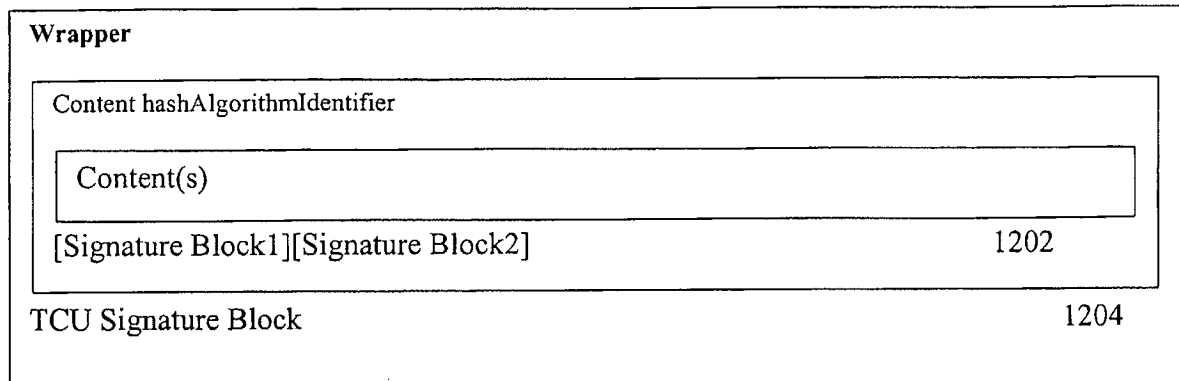 Wrapper
Content hashAlgorithmIdentifier
Content(s)
[Signature Block1][Signature Block2] 1202
TCU Signature Block 1204